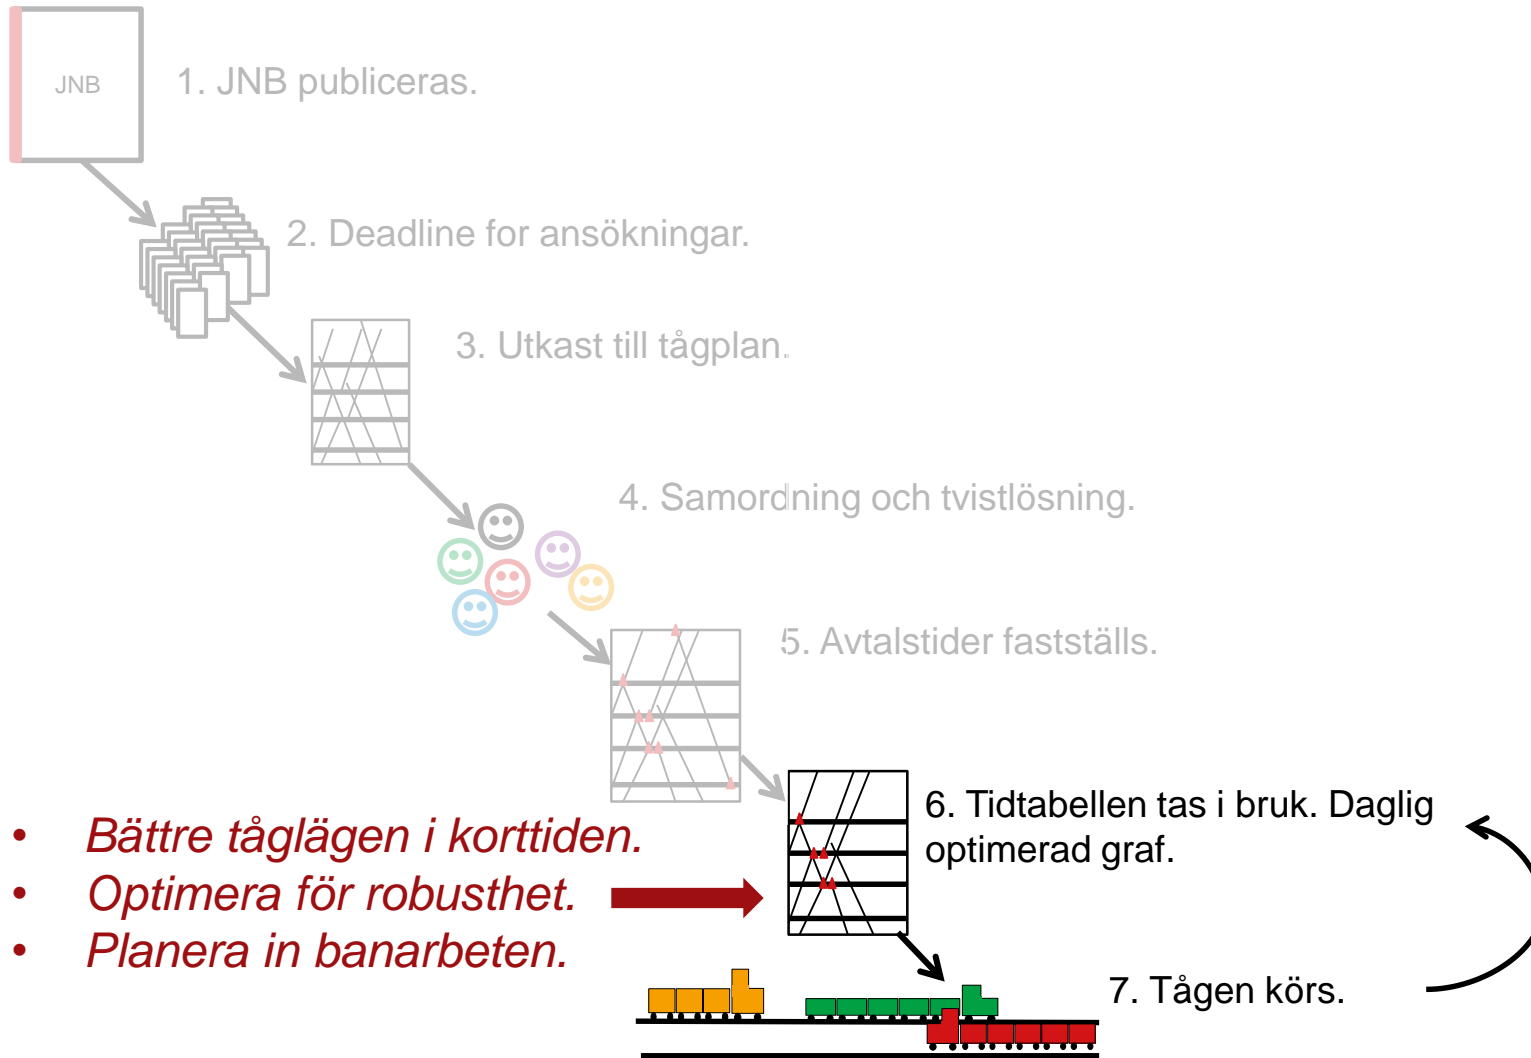 JNB
1. JNB publiceras.
2. Deadline for ansökningar.
3. Utkast till tågplan.
4. Samordning och tvistlösning.
5. Avtalstider fastställs.
6. Tidtabellen tas i bruk. Daglig
optimerad graf.
• Bättre tåglägen i korttiden.
• Optimera för robusthet.
• Planera in banarbeten.
7. Tågen körs.